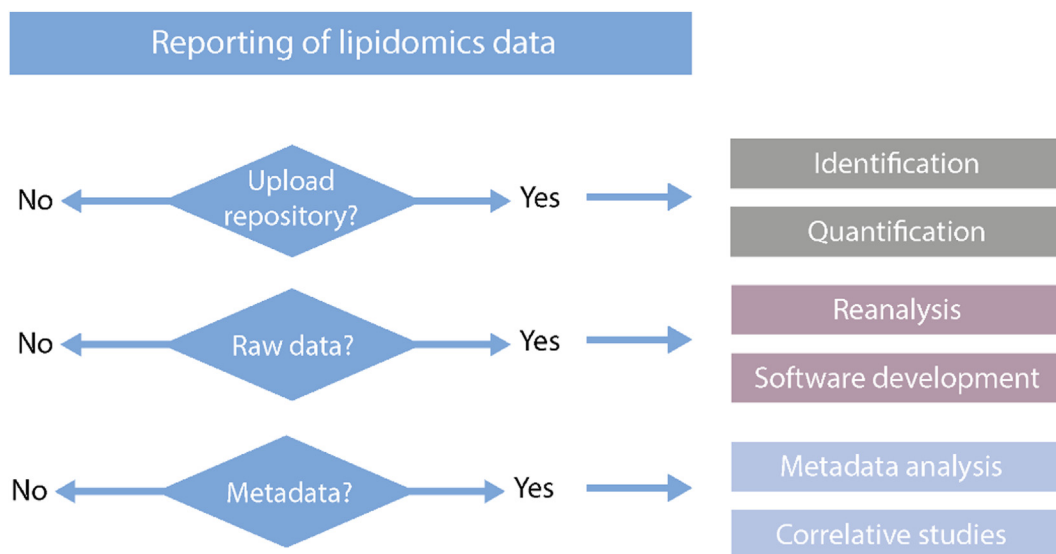 Reporting of lipidomics data
No
Upload
repository?
Yes
Identification
Quantification
No
Raw data?
Yes
Reanalysis
Software development
No
Metadata?
Yes
Metadata analysis
Correlative studies